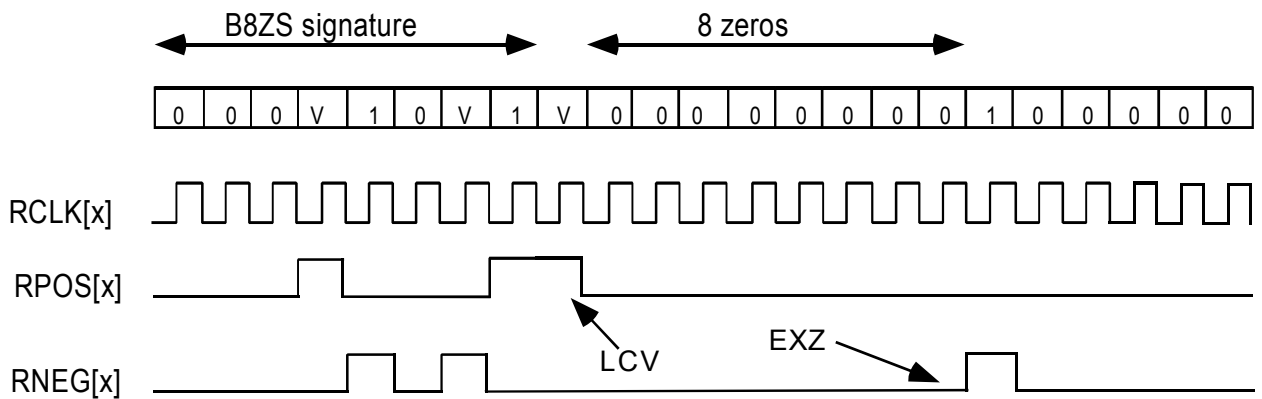 B8ZS signature 8 zeros
0 0 0 V 1 0 V 1 V 0 0 0 0 0 0 0 0 1 0 0 0 0 0
RCLK[x]
RPOS[x]
LCV
EXZ
RNEG[x]